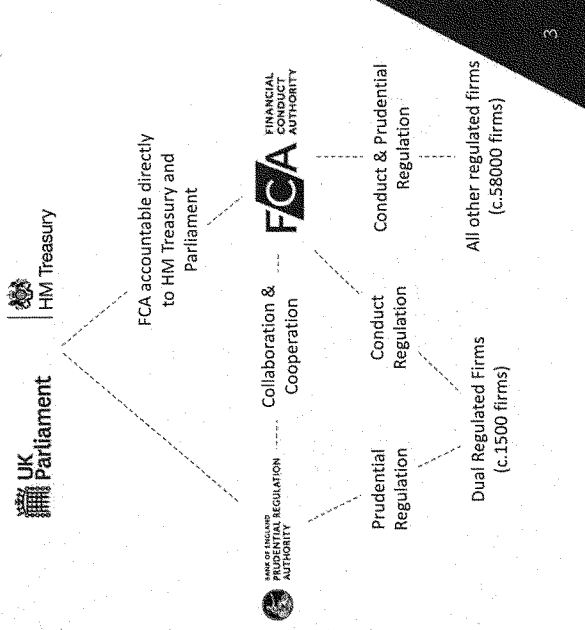 UK
Parliament
HM Treasury
FCA accountable directly
to HM Treasury and
Parliament
BANK OF ENGLAND
PRUDENTIAL REGULATION
AUTHORITY
Collaboration &
Cooperation
FCA
FINANCIAL
CONDUCT
AUTHORITY
Prudential
Regulation
Conduct
Regulation
Conduct & Prudential
Regulation
Dual Regulated Firms
(c.1500 firms)
All other regulated firms
(c.58000 firms)
3